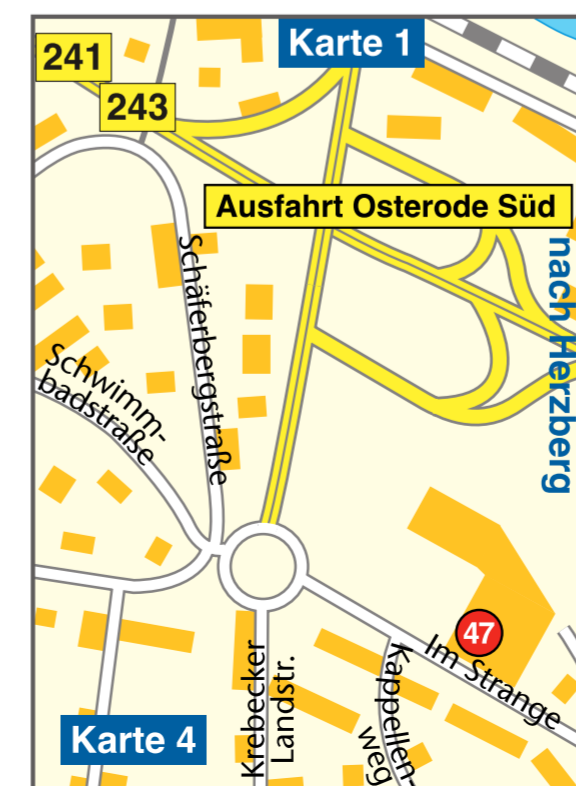 Karte 1
241
243
Ausfahrt Osterode Süd
nach Herzberg
Schäferbergstraße
Schwimm-
badstraße
47
Im Strange
Krebecker
Landstr.
Kappellen-
weg
Karte 4